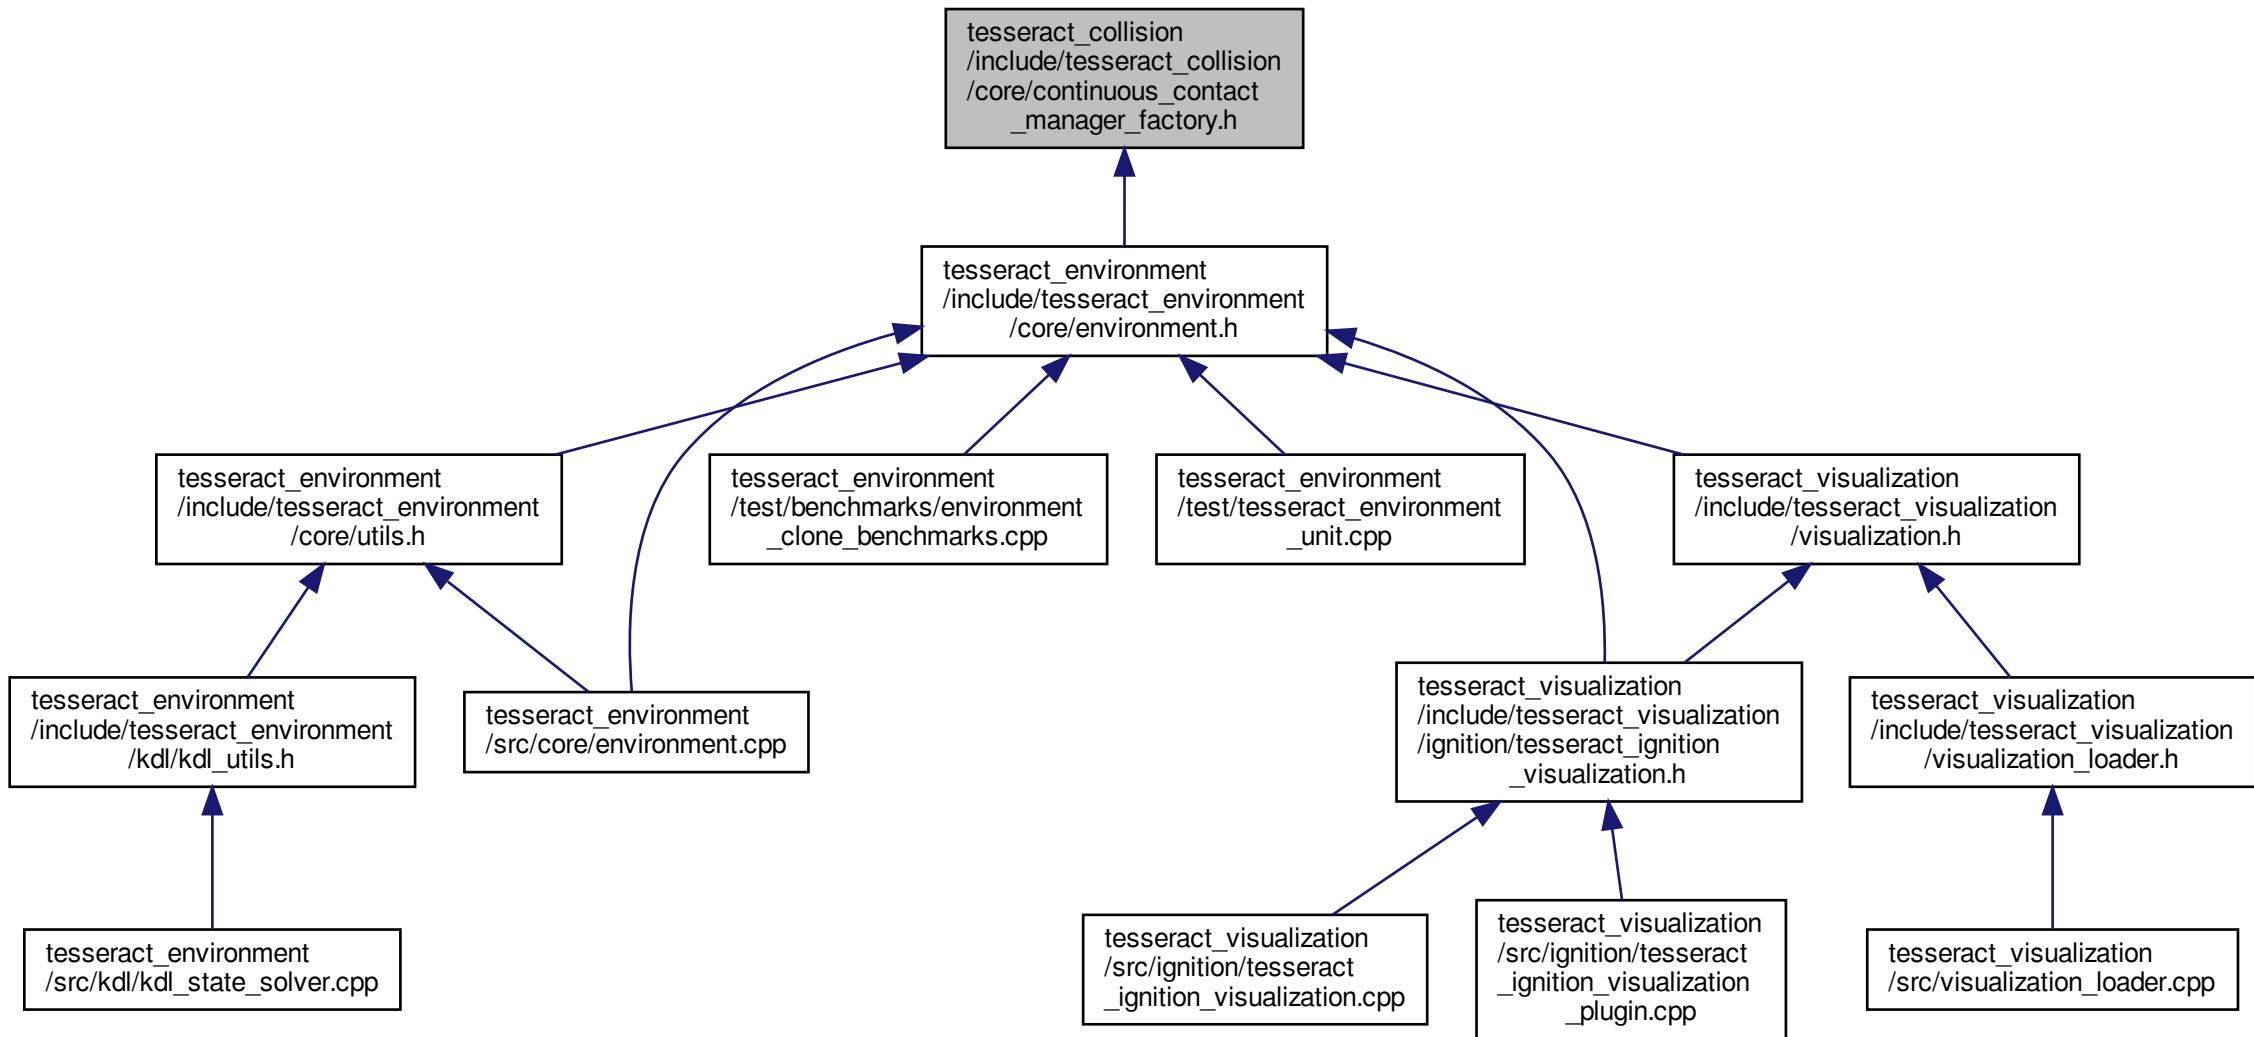 tesseract_collision
/include/tesseract_collision
/core/continuous_contact
_manager_factory.h
tesseract_environment
/include/tesseract_environment
/core/environment.h
tesseract_environment
/include/tesseract_environment
/core/utils.h
tesseract_environment
/test/benchmarks/environment
_clone_benchmarks.cpp
tesseract_environment
/test/tesseract_environment
_unit.cpp
tesseract_visualization
/include/tesseract_visualization
/visualization.h
tesseract_environment
/include/tesseract_environment
/kdl/kdl_utils.h
tesseract_environment
/src/core/environment.cpp
tesseract_visualization
/include/tesseract_visualization
/ignition/tesseract_ignition
_visualization.h
tesseract_visualization
/include/tesseract_visualization
/visualization_loader.h
tesseract_environment
/src/kdl/kdl_state_solver.cpp
tesseract_visualization
/src/ignition/tesseract
_ignition_visualization.cpp
tesseract_visualization
/src/ignition/tesseract
_ignition_visualization
_plugin.cpp
tesseract_visualization
/src/visualization_loader.cpp